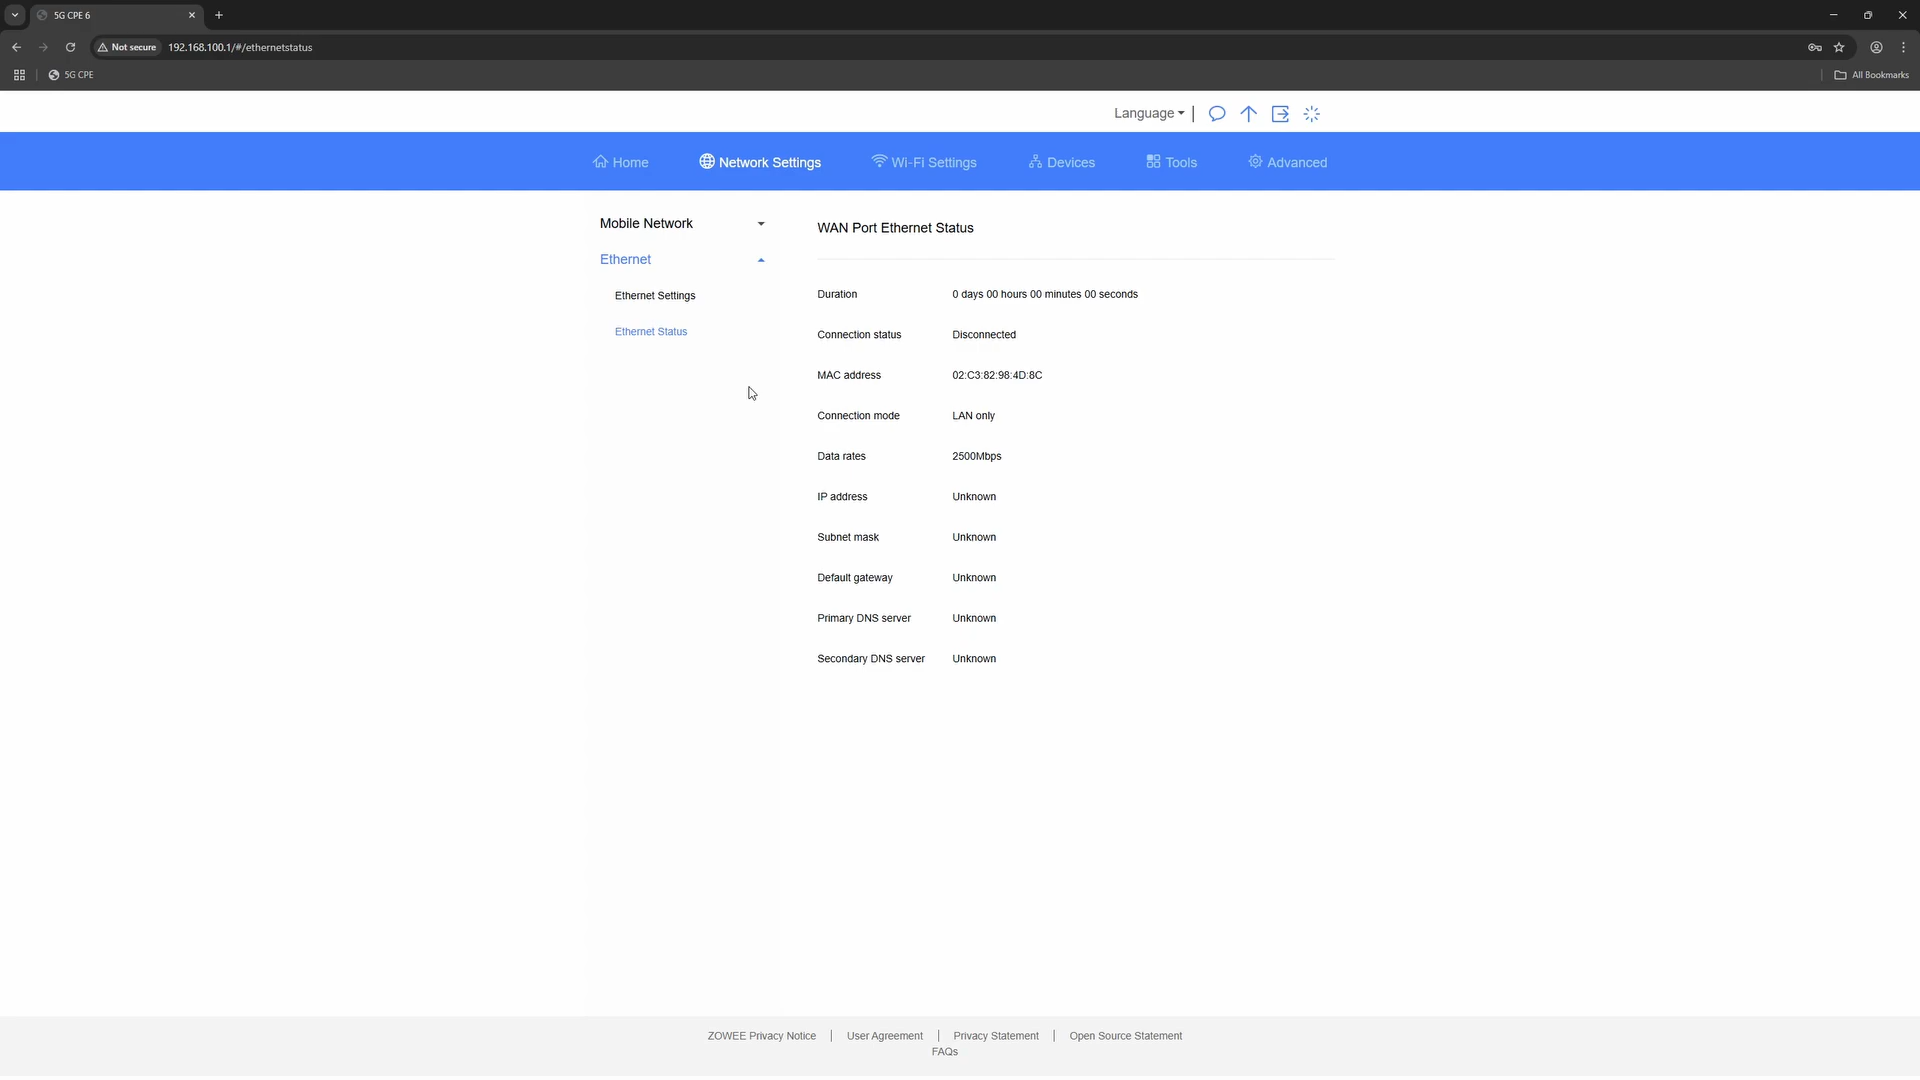 5G CPE 6
Not secure
192.168.100.1/#/ethernetstatus
5G CPE
All Bookmarks
Language
Home
Network Settings
Wi-Fi Settings
Devices
Tools
Advanced
Mobile Network
Ethernet
Ethernet Settings
Ethernet Status
WAN Port Ethernet Status
Duration 0 days 00 hours 00 minutes 00 seconds
Connection status Disconnected
MAC address 02:C3:82:98:4D:8C
Connection mode LAN only
Data rates 2500Mbps
IP address Unknown
Subnet mask Unknown
Default gateway Unknown
Primary DNS server Unknown
Secondary DNS server Unknown
ZOWEE Privacy Notice | User Agreement | Privacy Statement | Open Source Statement
FAQs